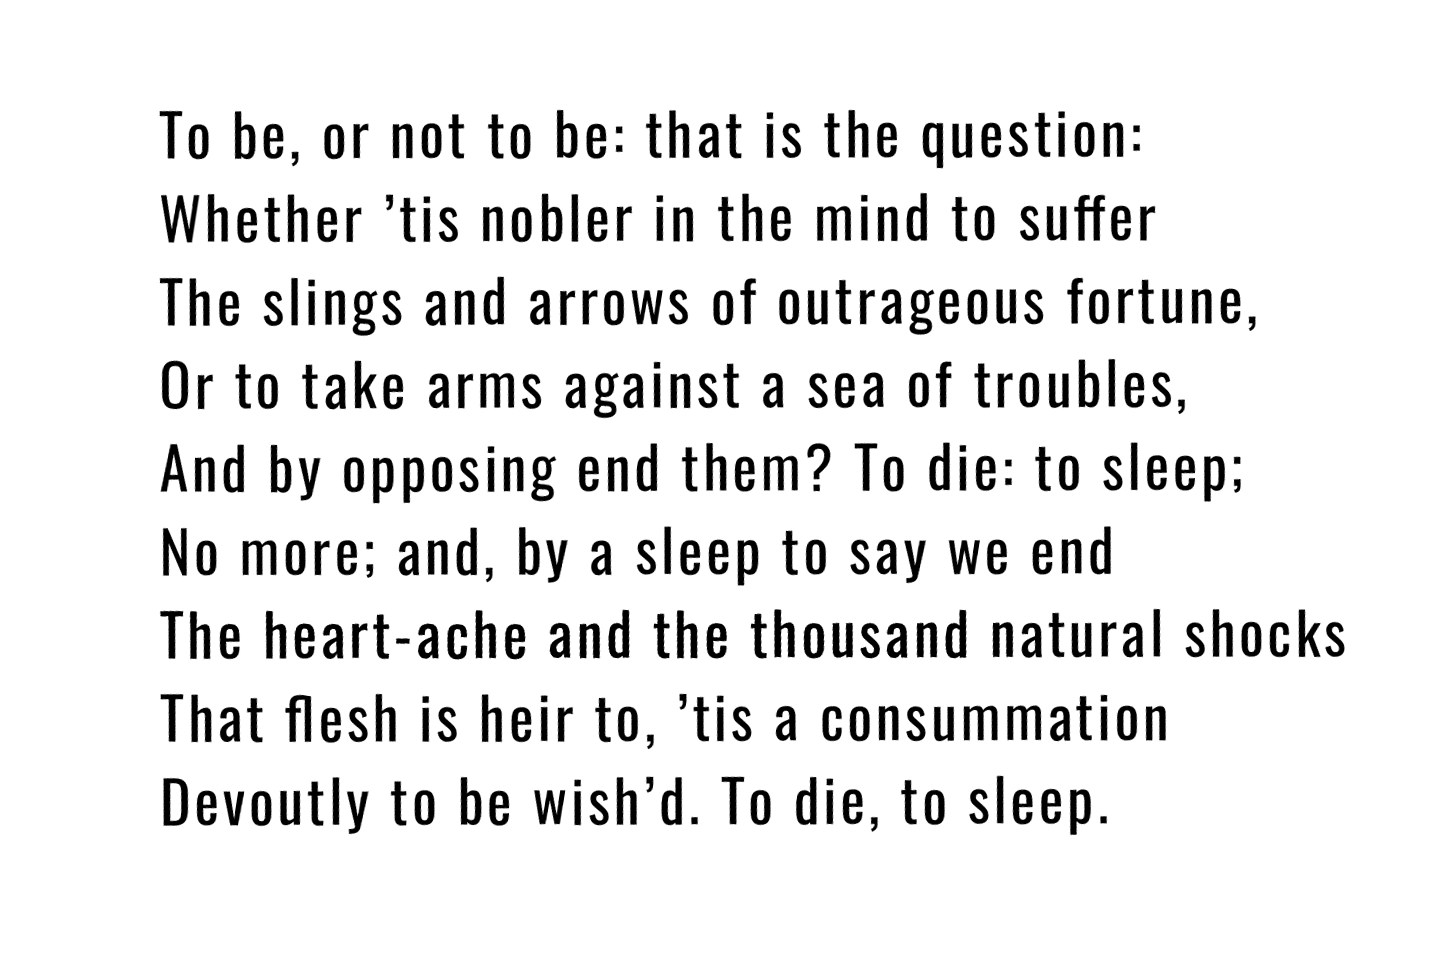 To be, or not to be: that is the question:
Whether ’tis nobler in the mind to suffer
The slings and arrows of outrageous fortune,
Or to take arms against a sea of troubles,
And by opposing end them? To die: to sleep;
No more; and, by a sleep to say we end
The heart-ache and the thousand natural shocks
That flesh is heir to, ’tis a consummation
Devoutly to be wish’d. To die, to sleep.